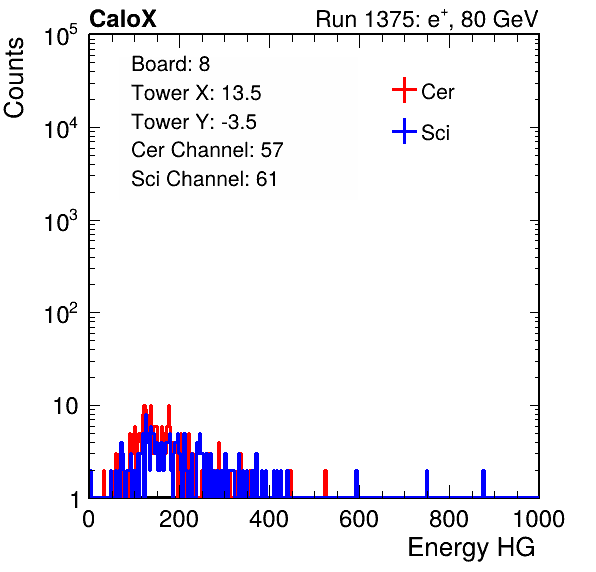 CaloX Run 1375: e⁺, 80 GeV
Counts
10⁵
10⁴
10³
10²
10
1
Board: 8
Tower X: 13.5
Tower Y: -3.5
Cer Channel: 57
Sci Channel: 61
Cer
Sci
0 200 400 600 800 1000
Energy HG